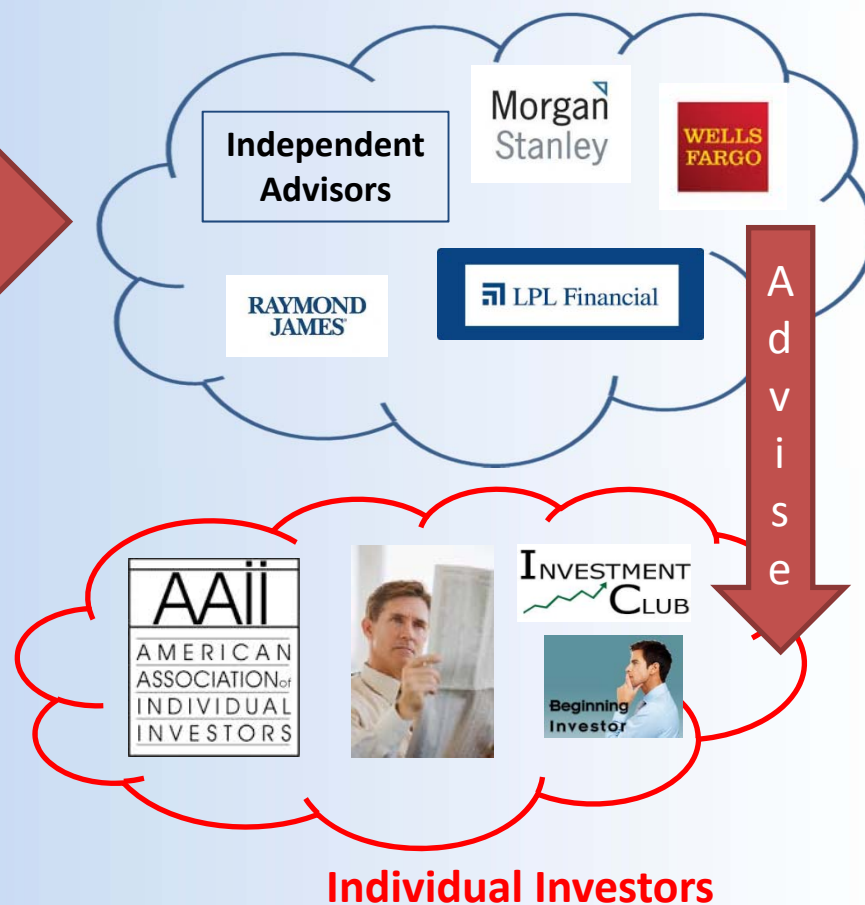 Independent
Advisors
Morgan
Stanley
WELLS
FARGO
RAYMOND
JAMES®
LPL Financial
Advise
AAii
AMERICAN
ASSOCIATION of
INDIVIDUAL
INVESTORS
INVESTMENT
CLUB
Beginning
Investor
Individual Investors